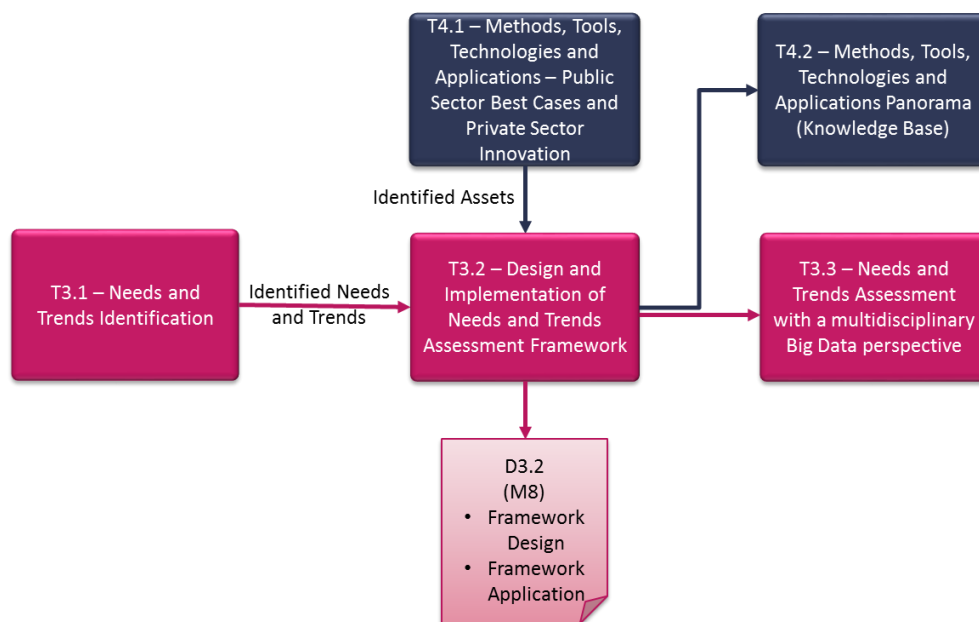 T4.1 – Methods, Tools,
Technologies and
Applications – Public
Sector Best Cases and
Private Sector
Innovation
T4.2 – Methods, Tools,
Technologies and
Applications Panorama
(Knowledge Base)
Identified Assets
T3.1 – Needs and
Trends Identification
Identified Needs
and Trends
T3.2 – Design and
Implementation of
Needs and Trends
Assessment Framework
T3.3 – Needs and
Trends Assessment
with a multidisciplinary
Big Data perspective
D3.2
(M8)
• Framework
Design
• Framework
Application